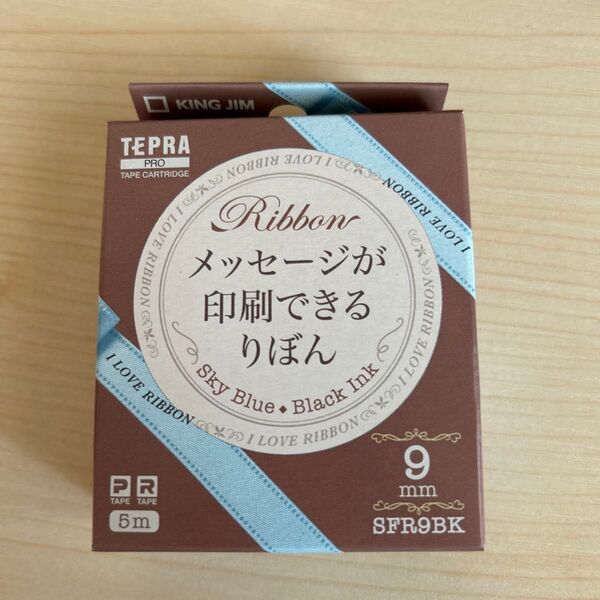 KING JIM
TEPRA
PRO
TAPE CARTRIDGE
I LOVE RIBBON
I LOVE RIBBON
I LOVE RIBBON
I LOVE RIBBON
I LOVE RIBBON
I LOVE RIBBON
Ribbon
メッセージが
印刷できる
りぼん
Sky Blue◆Black Ink
P R
TAPE TAPE
5m
9
mm
SFR9BK